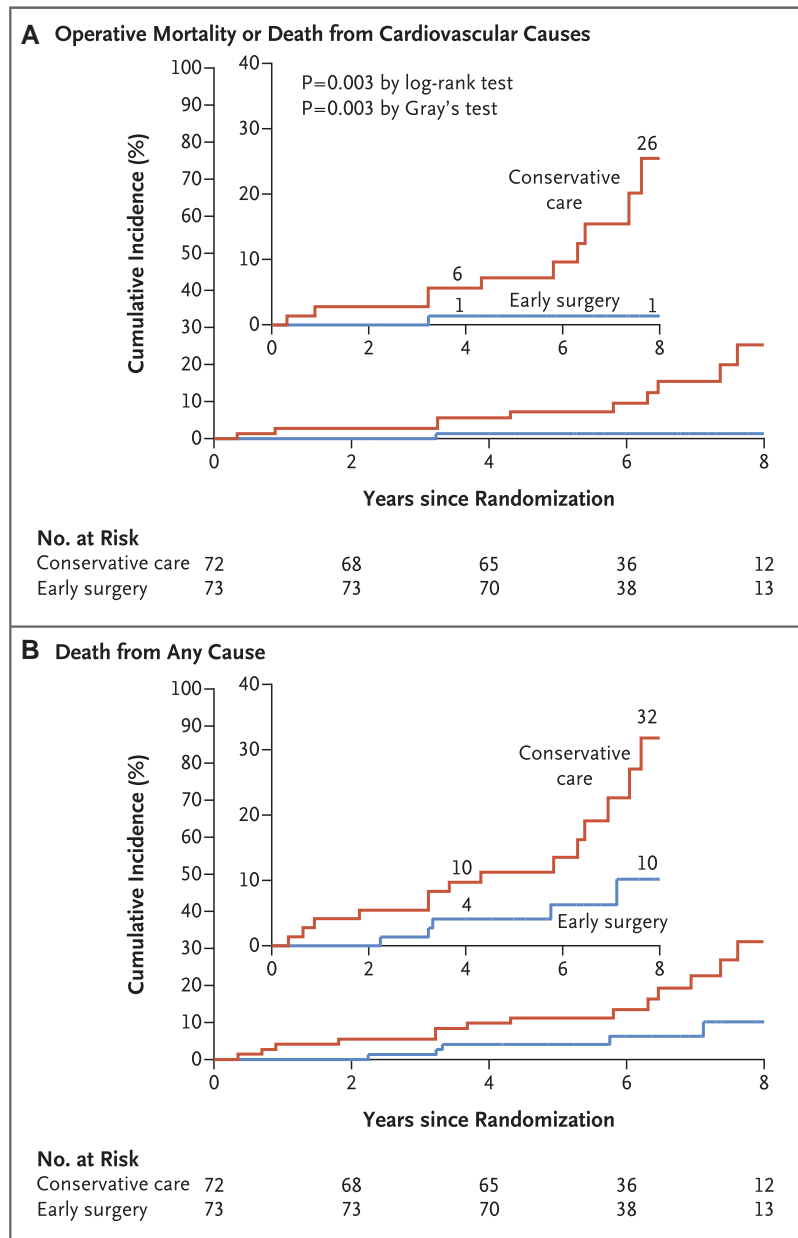 A Operative Mortality or Death from Cardiovascular Causes
Cumulative Incidence (%)
100
90
80
70
60
50
40
30
20
10
0
40
30
20
10
0
P=0.003 by log-rank test
P=0.003 by Gray's test
26
Conservative
care
6
1
Early surgery
1
0 2 4 6 8
0 2 4 6 8
Years since Randomization
No. at Risk
Conservative care 72 68 65 36 12
Early surgery 73 73 70 38 13
B Death from Any Cause
Cumulative Incidence (%)
100
90
80
70
60
50
40
30
20
10
0
40
30
20
10
0
32
Conservative
care
10
10
4
Early surgery
0 2 4 6 8
0 2 4 6 8
Years since Randomization
No. at Risk
Conservative care 72 68 65 36 12
Early surgery 73 73 70 38 13